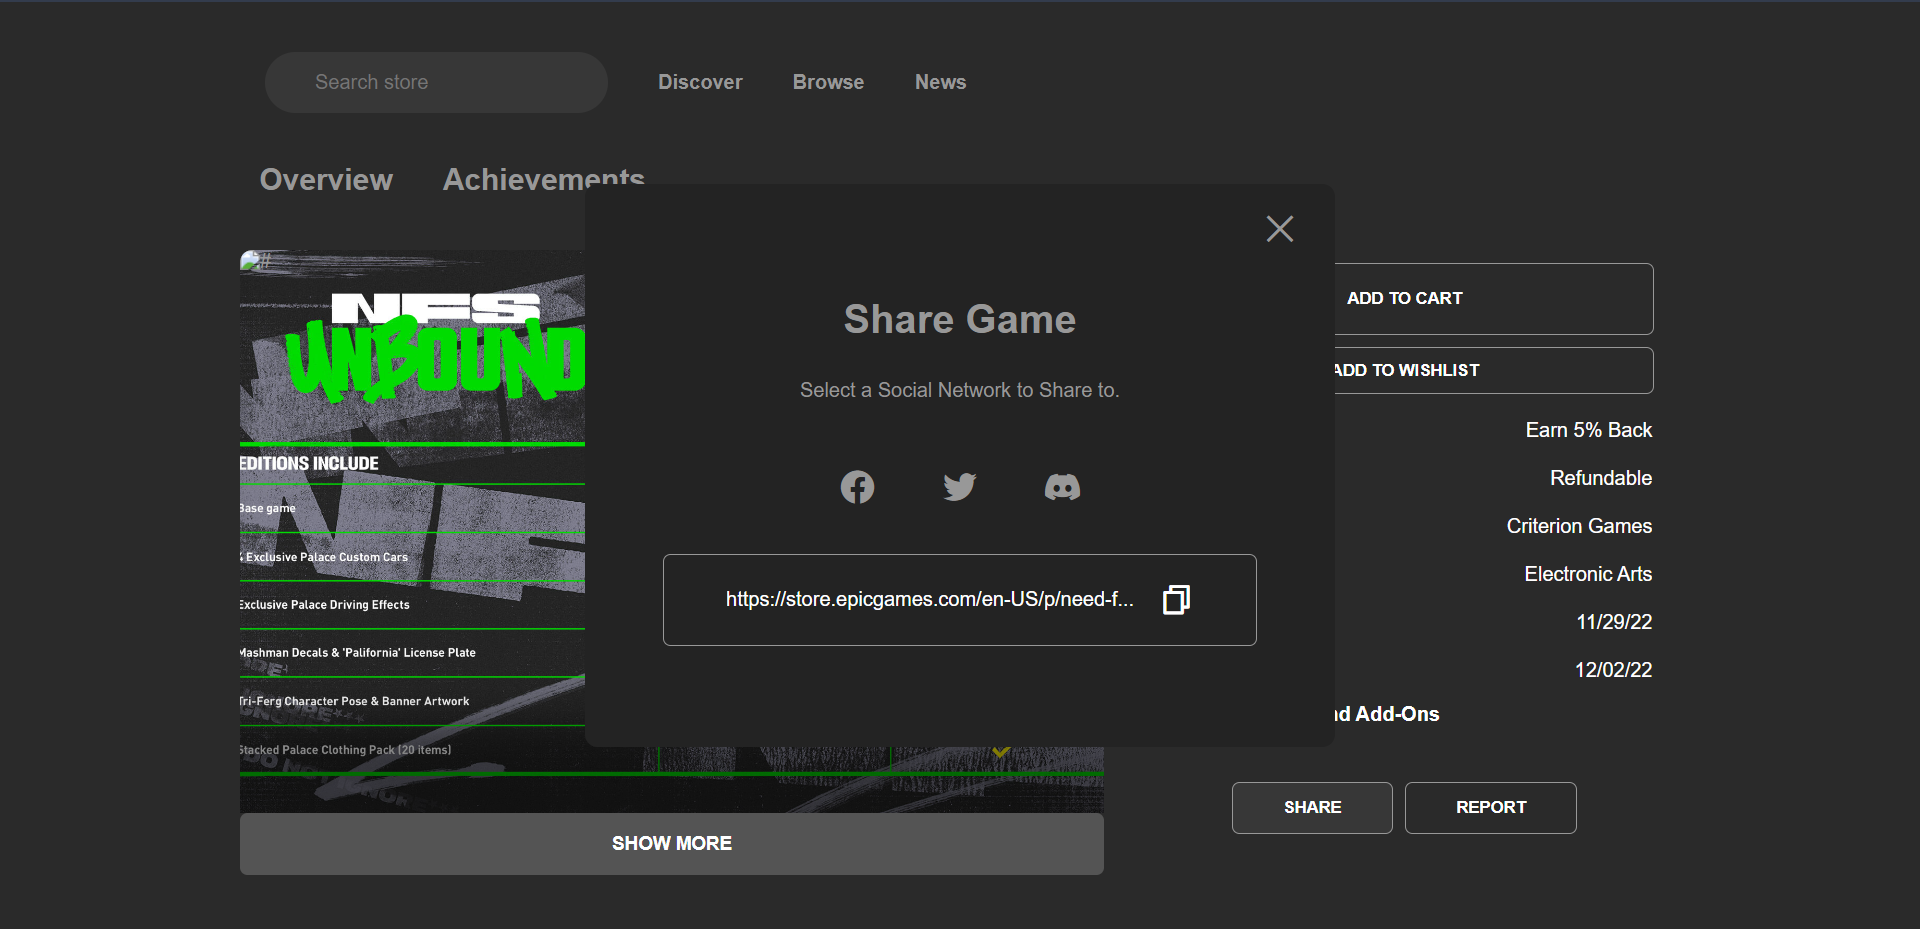 Search store
Discover
Browse
News
Overview
Achievements
NFS
UNBOUND
EDITIONS INCLUDE
Base game
Exclusive Palace Custom Cars
Exclusive Palace Driving Effects
Mashman Decals & 'Palifornia' License Plate
Tri-Ferg Character Pose & Banner Artwork
Stacked Palace Clothing Pack (20 items)
SHOW MORE
Share Game
Select a Social Network to Share to.
https://store.epicgames.com/en-US/p/need-f...
ADD TO CART
ADD TO WISHLIST
Earn 5% Back
Refundable
Criterion Games
Electronic Arts
11/29/22
12/02/22
nd Add-Ons
SHARE
REPORT